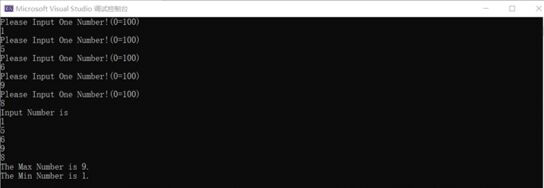 Microsoft Visual Studio 调试控制台
Please Input One Number!(0=100)
1
Please Input One Number!(0=100)
5
Please Input One Number!(0=100)
6
Please Input One Number!(0=100)
9
Please Input One Number!(0=100)
8
Input Number is
1
5
6
9
8
The Max Number is 9.
The Min Number is 1.